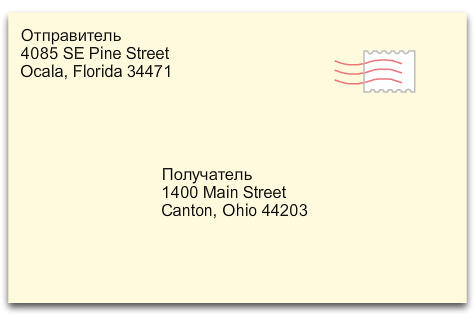 Отправитель
4085 SE Pine Street
Ocala, Florida 34471
Получатель
1400 Main Street
Canton, Ohio 44203